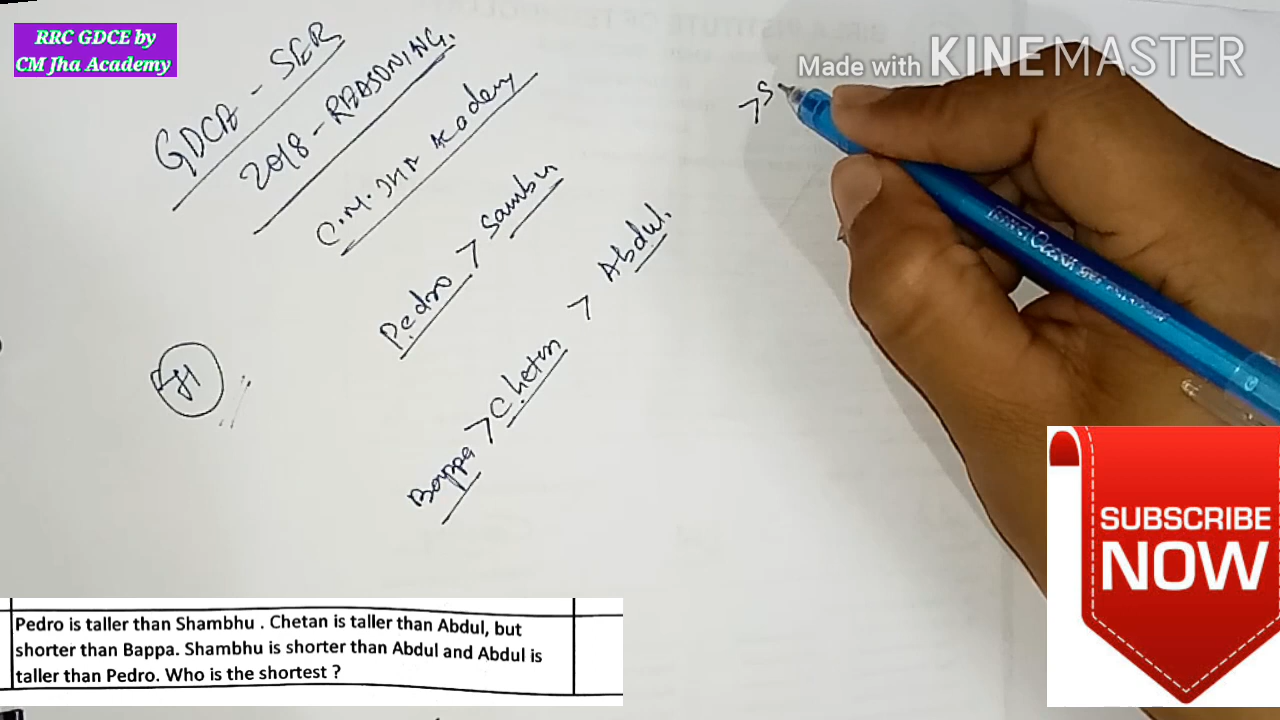 RRC GDCE by
CM Jha Academy
Made with KINEMASTER
GDCE - SER
2018 - REASONING.
C.M. JHA Academy
> S
Pedro > Sambu
Bappa > Chetan > Abdul.
SUBSCRIBE
NOW
Pedro is taller than Shambhu . Chetan is taller than Abdul, but
shorter than Bappa. Shambhu is shorter than Abdul and Abdul is
taller than Pedro. Who is the shortest ?